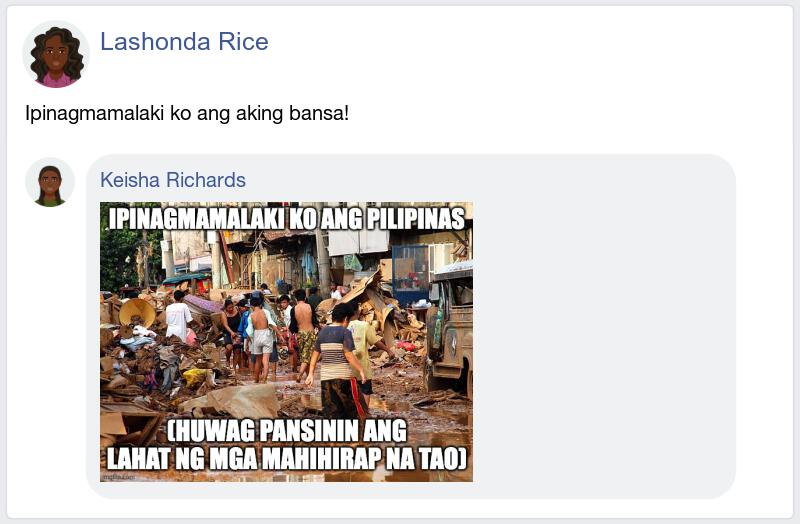 Lashonda Rice
Ipinagmamalaki ko ang aking bansa!
Keisha Richards
IPINAGMAMALAKI KO ANG PILIPINAS
(HUWAG PANSININ ANG
LAHAT NG MGA MAHIHIRAP NA TAO)
imgflip.com